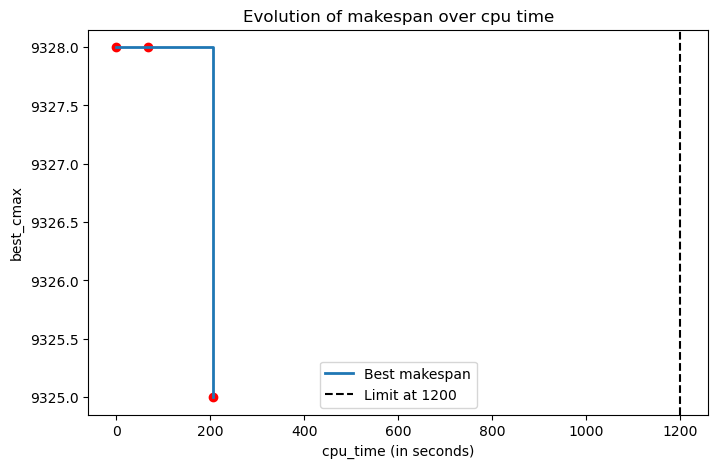 Evolution of makespan over cpu time
best_cmax
9328.0
9327.5
9327.0
9326.5
9326.0
9325.5
9325.0
Best makespan
Limit at 1200
0 200 400 600 800 1000 1200
cpu_time (in seconds)